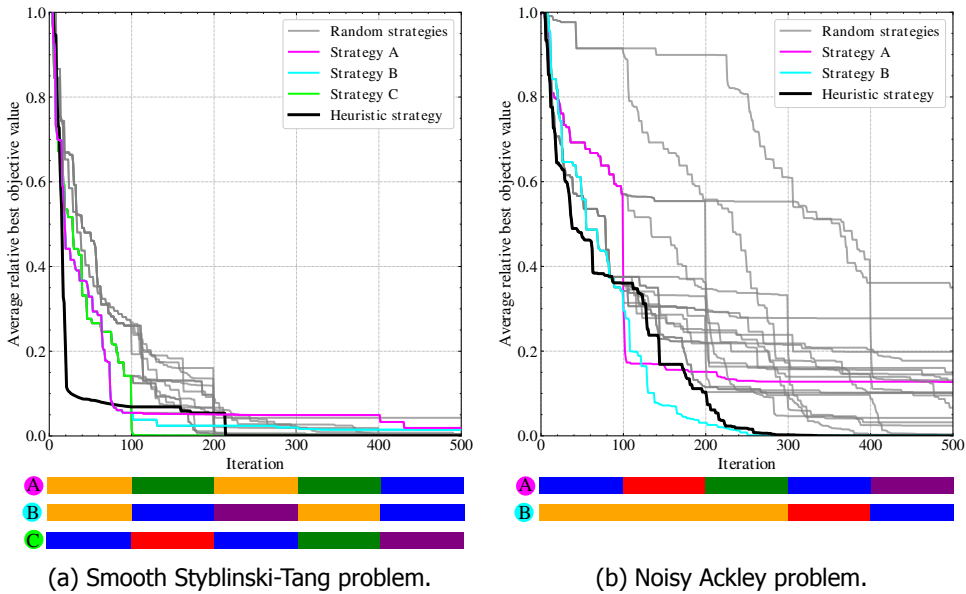 1.0
0.8
0.6
0.4
0.2
0.0
Average relative best objective value
Random strategies
Strategy A
Strategy B
Strategy C
Heuristic strategy
0 100 200 300 400 500
Iteration
A
B
C
(a) Smooth Styblinski-Tang problem.
1.0
0.8
0.6
0.4
0.2
0.0
Average relative best objective value
Random strategies
Strategy A
Strategy B
Heuristic strategy
0 100 200 300 400 500
Iteration
A
B
(b) Noisy Ackley problem.